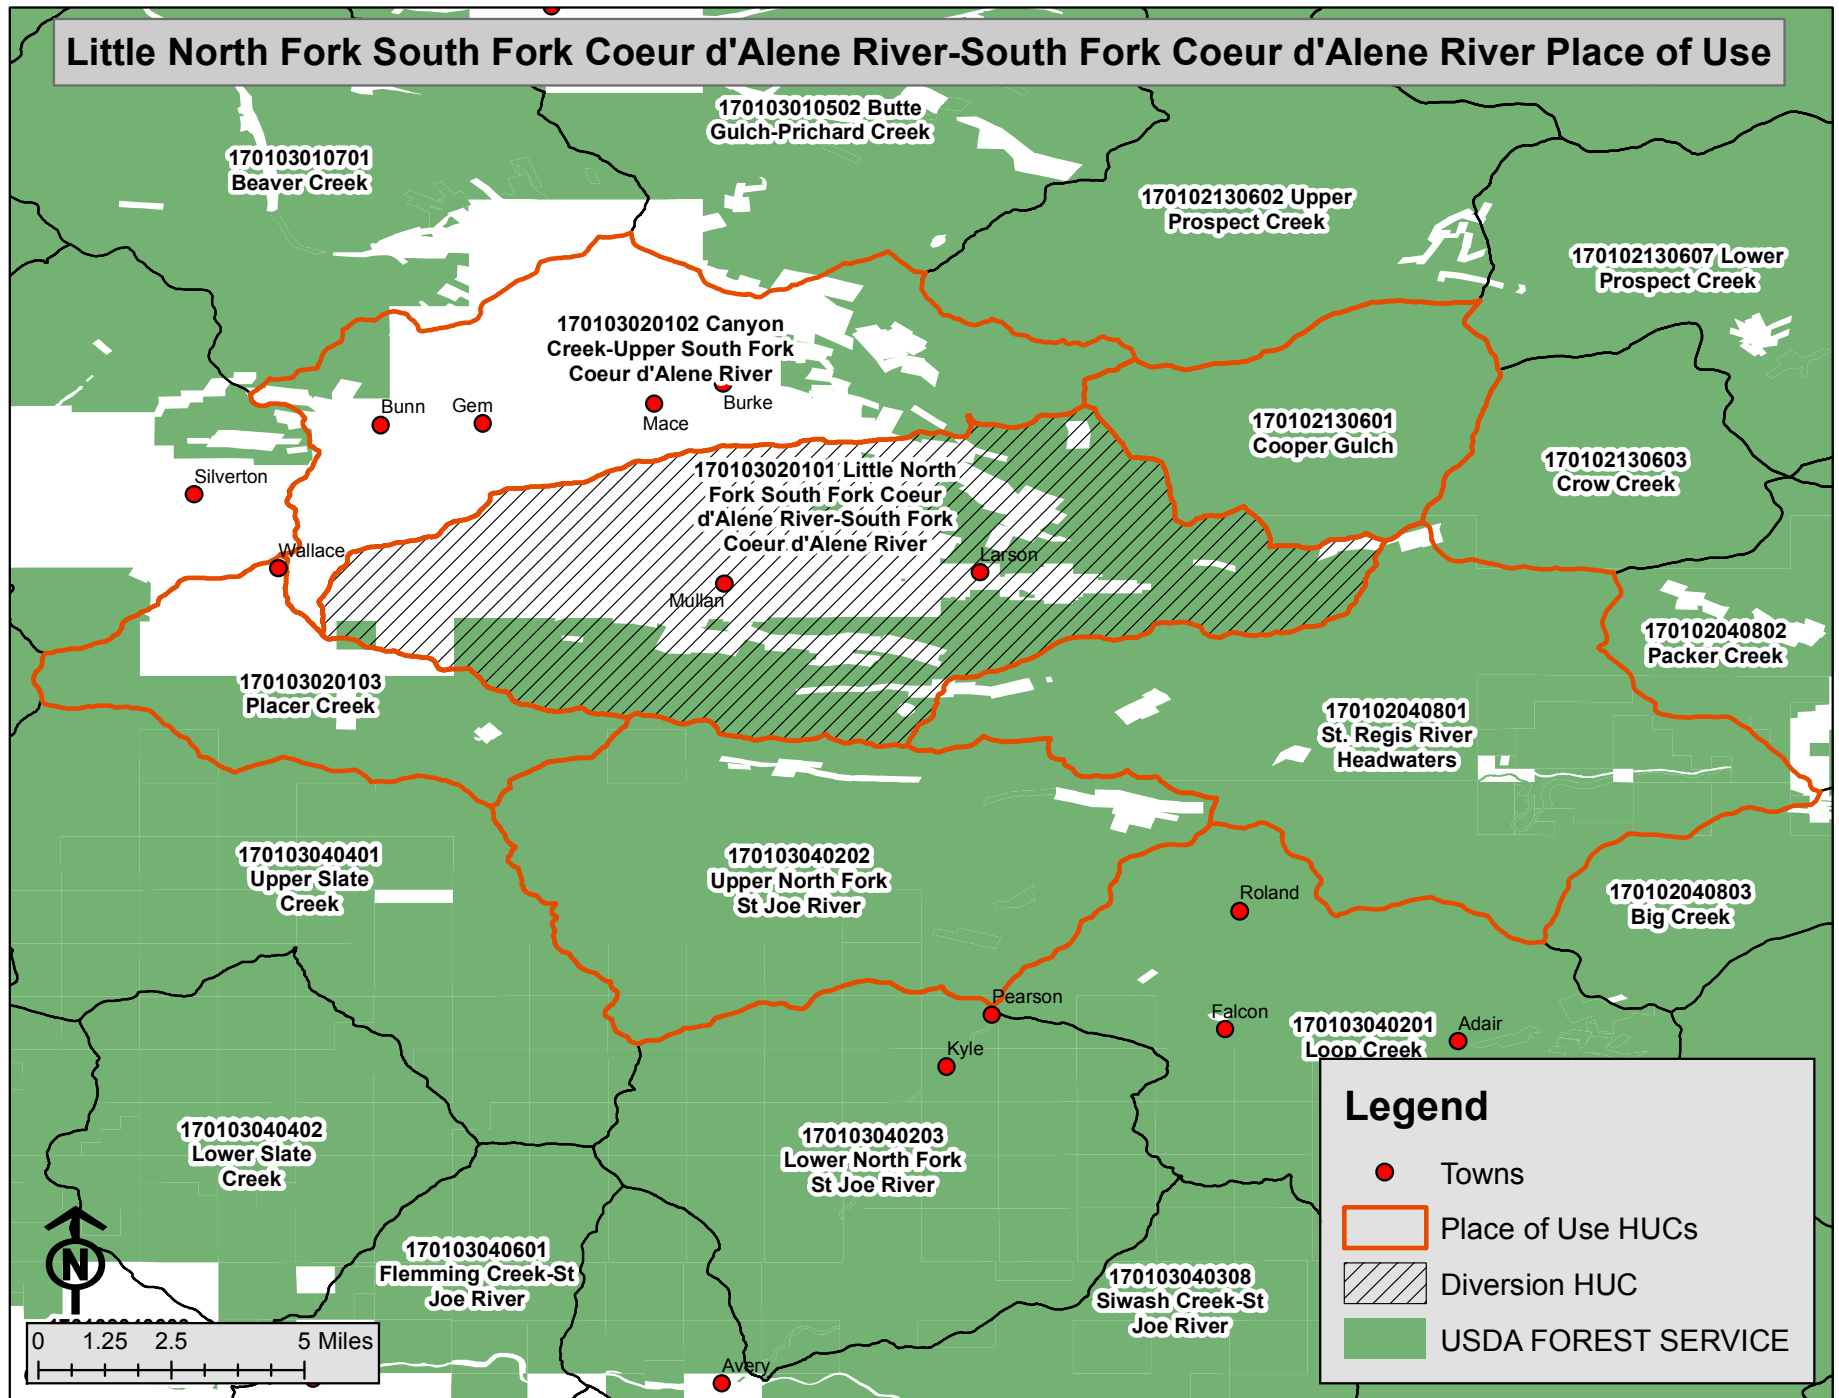 Little North Fork South Fork Coeur d'Alene River-South Fork Coeur d'Alene River Place of Use
170103010502 Butte
Gulch-Prichard Creek
170103010701
Beaver Creek
170102130602 Upper
Prospect Creek
170102130607 Lower
Prospect Creek
170103020102 Canyon
Creek-Upper South Fork
Coeur d'Alene River
Bunn
Gem
Burke
Mace
170102130601
Cooper Gulch
170102130603
Crow Creek
Silverton
170103020101 Little North
Fork South Fork Coeur
d'Alene River-South Fork
Coeur d'Alene River
Wallace
Larson
Mullan
170102040802
Packer Creek
170103020103
Placer Creek
170102040801
St. Regis River
Headwaters
170103040401
Upper Slate
Creek
170103040202
Upper North Fork
St Joe River
Roland
170102040803
Big Creek
Pearson
Falcon
170103040201
Loop Creek
Adair
Kyle
170103040402
Lower Slate
Creek
170103040203
Lower North Fork
St Joe River
170103040601
Flemming Creek-St
Joe River
170103040308
Siwash Creek-St
Joe River
Avery
N
0 1.25 2.5 5 Miles
Legend
Towns
Place of Use HUCs
Diversion HUC
USDA FOREST SERVICE